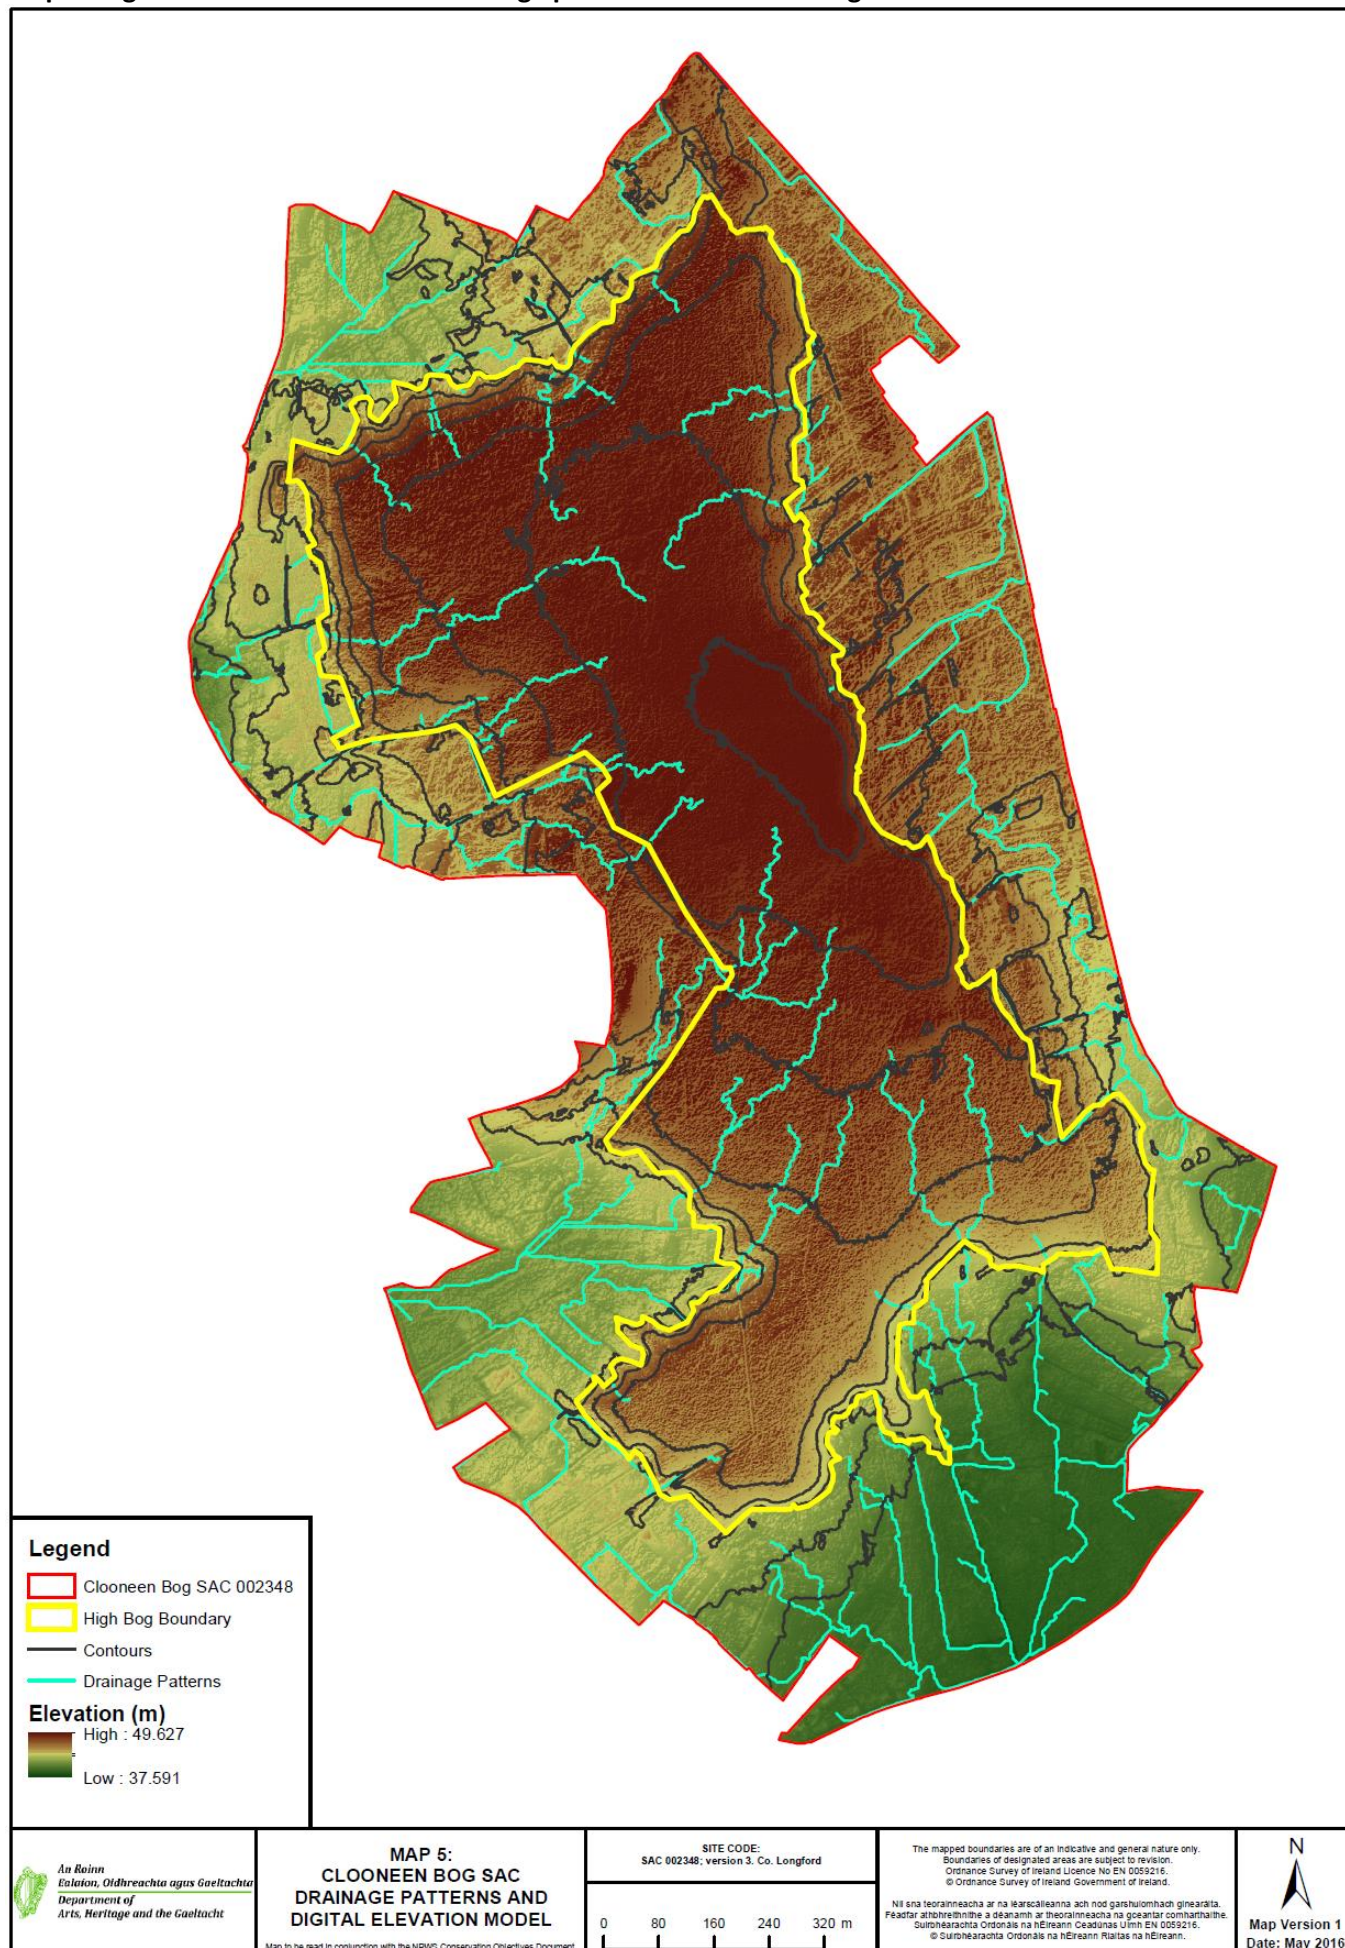 Legend
Clooneen Bog SAC 002348
High Bog Boundary
Contours
Drainage Patterns
Elevation (m)
High : 49.627
Low : 37.591
An Roinn
Ealaíon, Oidhreachta agus Gaeltachta
Department of
Arts, Heritage and the Gaeltacht
MAP 5:
CLOONEEN BOG SAC
DRAINAGE PATTERNS AND
DIGITAL ELEVATION MODEL
Map to be read in conjunction with the NPWS Conservation Objectives Document.
SITE CODE:
SAC 002348; version 3. Co. Longford
0 80 160 240 320 m
The mapped boundaries are of an indicative and general nature only.
Boundaries of designated areas are subject to revision.
Ordnance Survey of Ireland Licence No EN 0059216.
© Ordnance Survey of Ireland Government of Ireland.
Níl sna teorainneacha ar na léarscáileanna ach nod garshuíomhach ginearálta.
Féadfar athbhreithnithe a déanamh ar theorainneacha na gceantar comharthaithe.
Suirbhéarachta Ordonáis na hÉireann Ceadúnas Uimh EN 0059216.
© Suirbhéarachta Ordonáis na hÉireann Rialtas na hÉireann.
N
Map Version 1
Date: May 2016